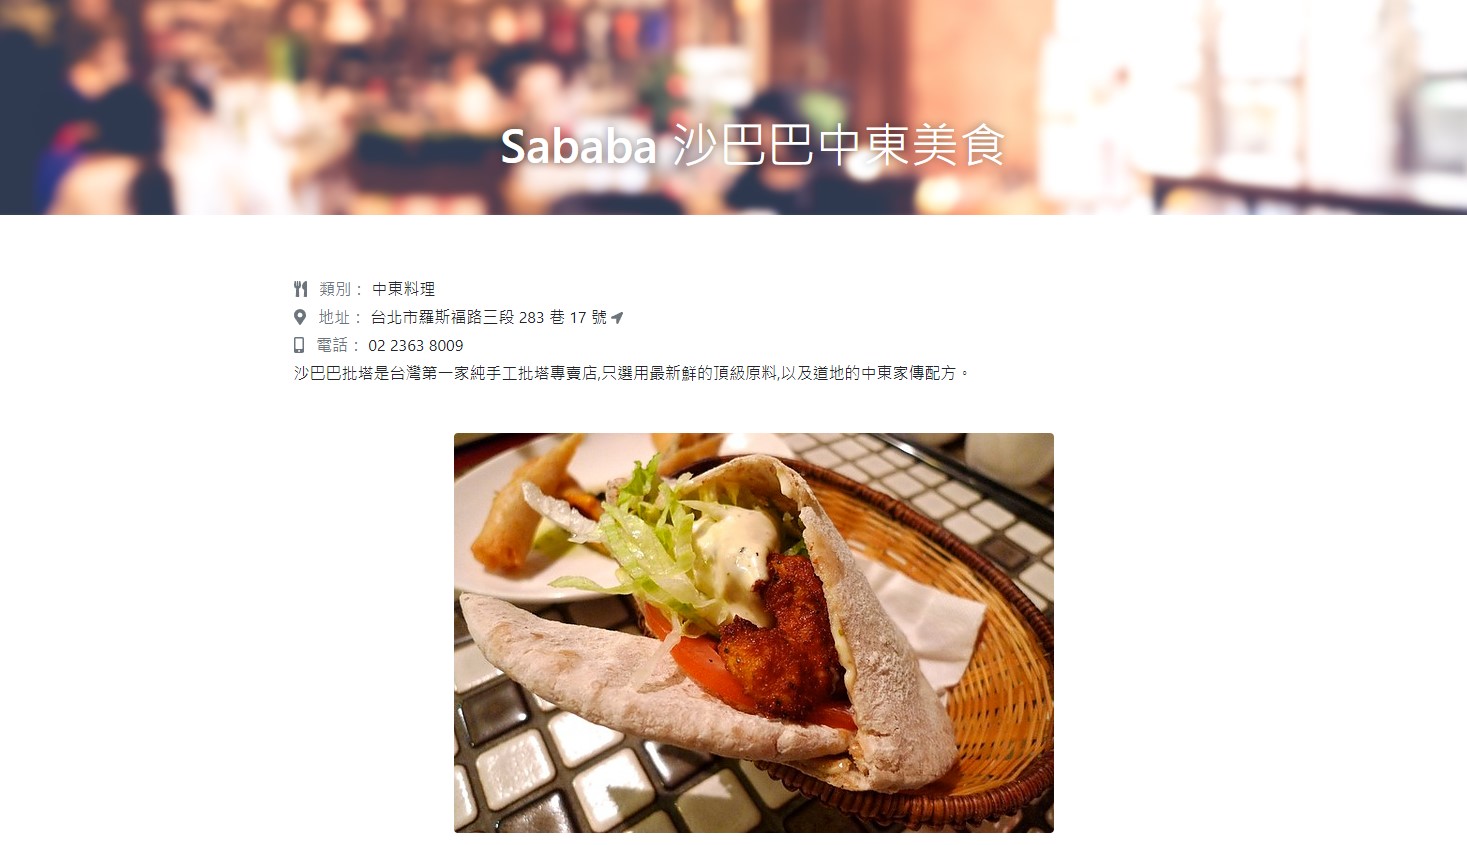 Sababa 沙巴巴中東美食
類別： 中東料理
地址： 台北市羅斯福路三段 283 巷 17 號
電話： 02 2363 8009
沙巴巴批塔是台灣第一家純手工批塔專賣店,只選用最新鮮的頂級原料,以及道地的中東家傳配方。